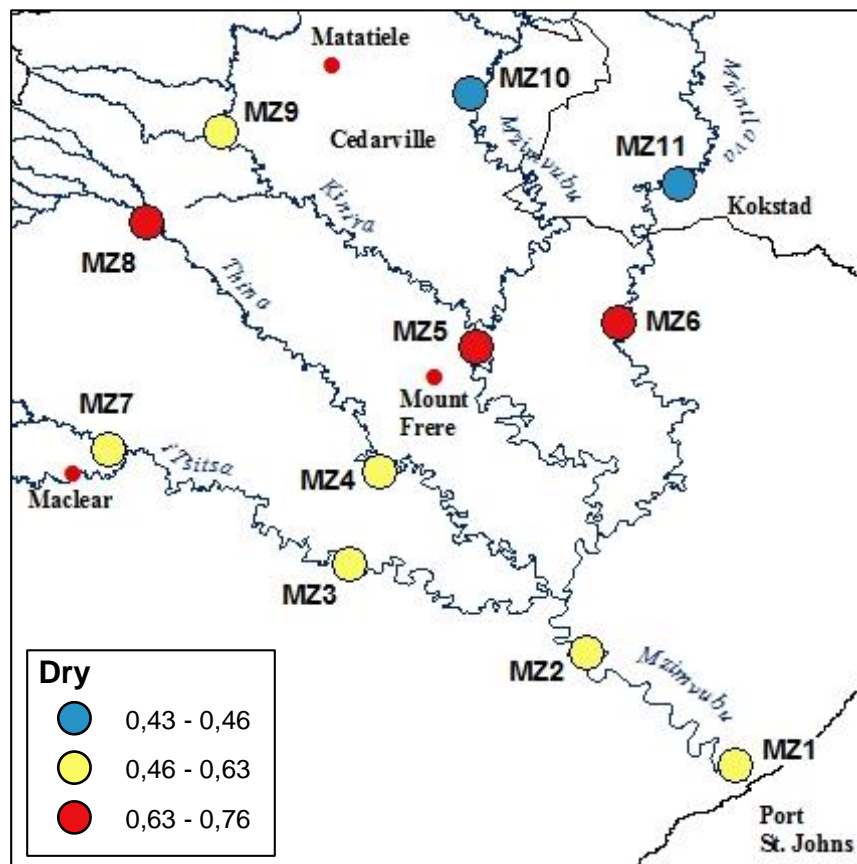 Matatiele
MZ10
MZ9
Cedarville
Mzimvubu
MZ11
Mzintlava
Kokstad
Kinira
MZ8
Thina
MZ5
MZ6
Mount
Frere
MZ7
iTsitsa
MZ4
Maclear
MZ3
MZ2
Mzimvubu
MZ1
Port
St. Johns
Dry
0,43 - 0,46
0,46 - 0,63
0,63 - 0,76